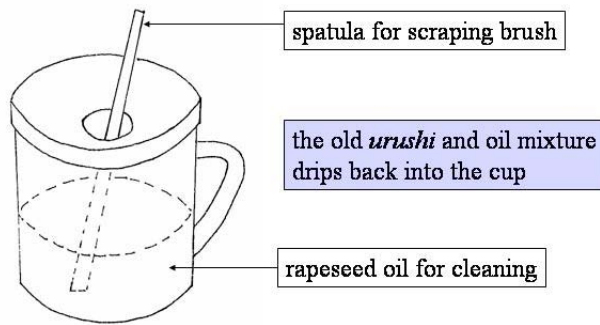 spatula for scraping brush
the old urushi and oil mixture
drips back into the cup
rapeseed oil for cleaning